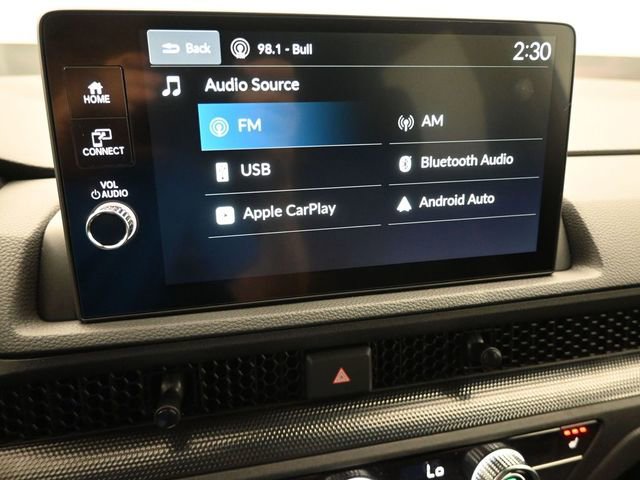 Back 98.1 - Bull 2:30
Audio Source
HOME
FM AM
CONNECT
USB Bluetooth Audio
VOL
AUDIO
Apple CarPlay Android Auto
Lo